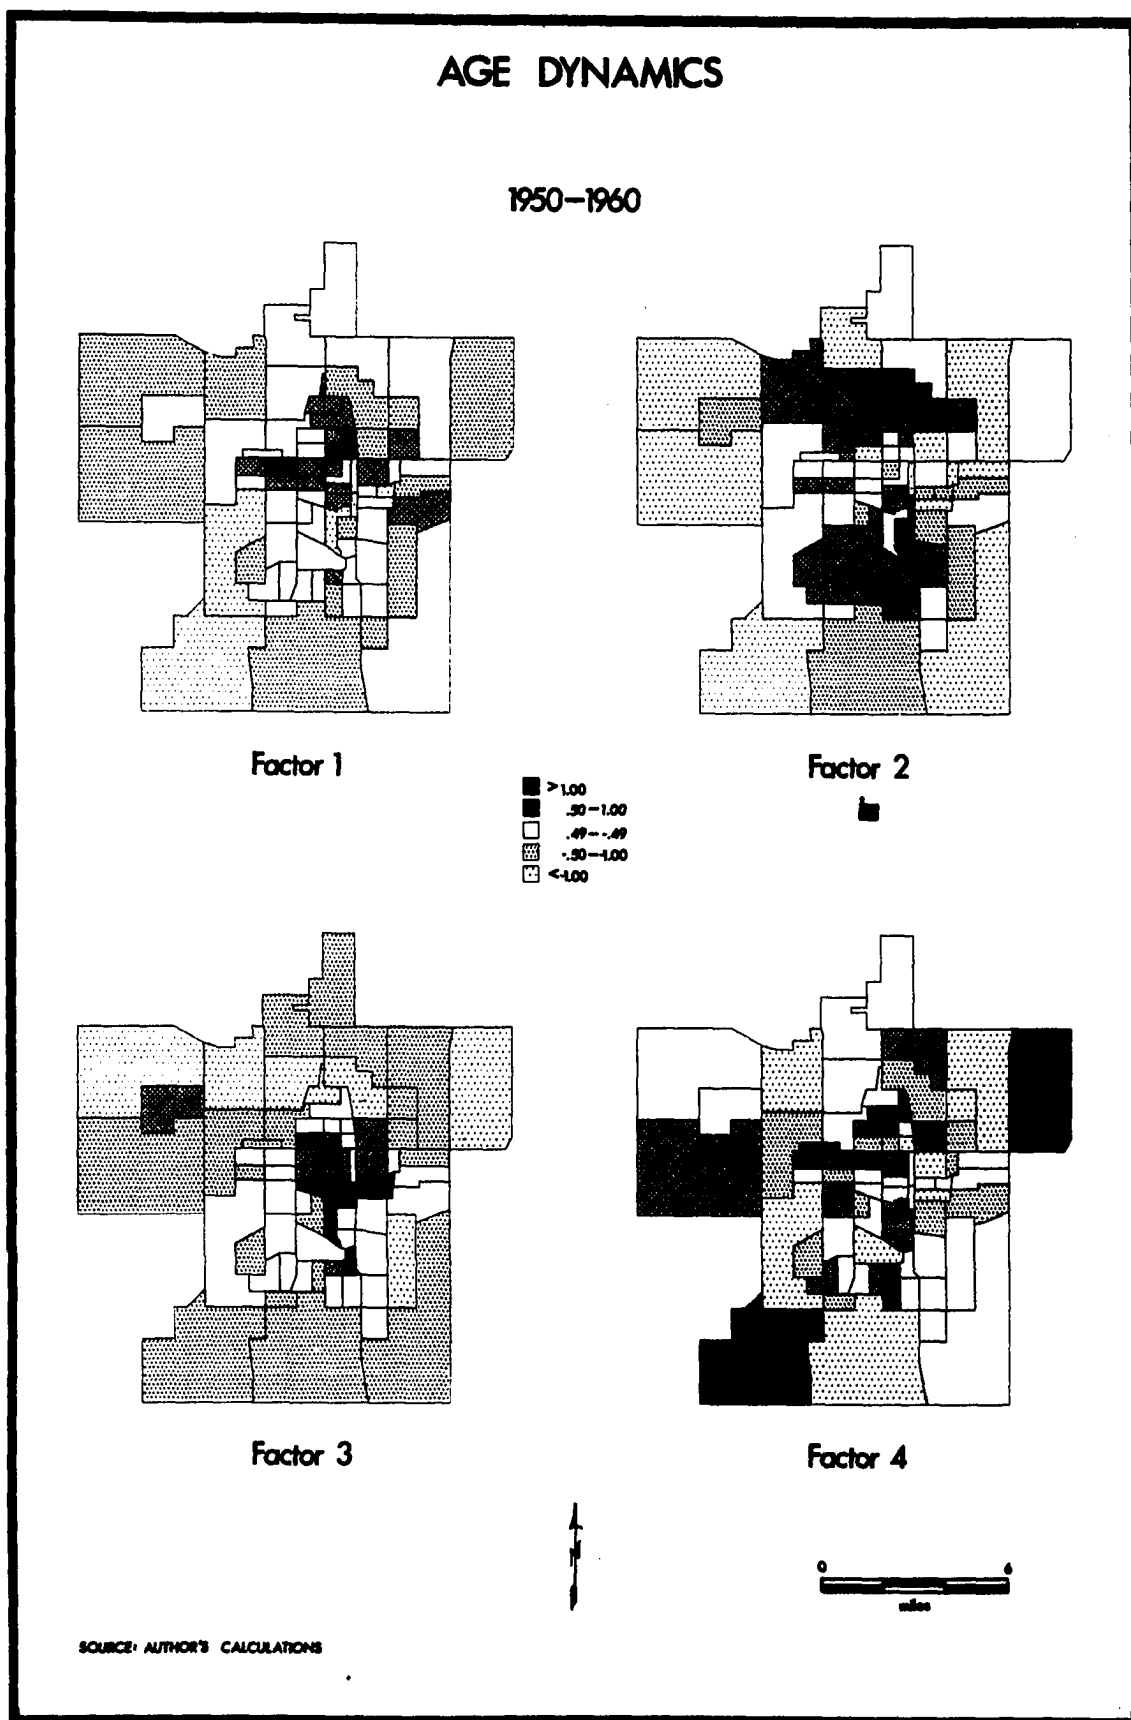 AGE DYNAMICS
1950-1960
Factor 1
Factor 2
>1.00
.50-1.00
.49--.49
-.50--1.00
<-1.00
Factor 3
Factor 4
N
0 6
miles
SOURCE: AUTHOR'S CALCULATIONS